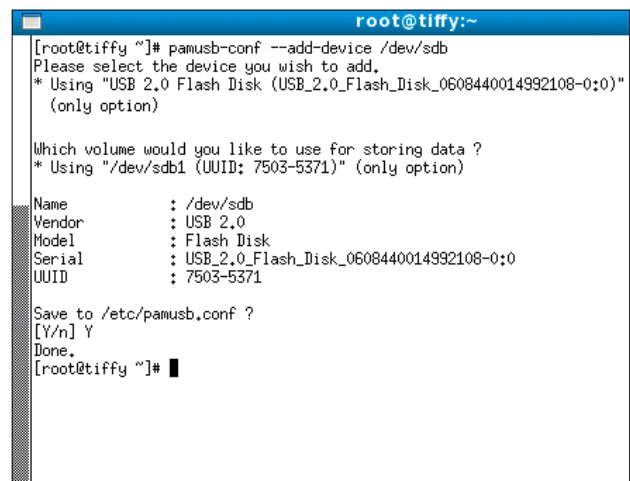 root@tiffy:~
[root@tiffy ~]# pamusb-conf --add-device /dev/sdb
Please select the device you wish to add.
* Using "USB 2.0 Flash Disk (USB_2.0_Flash_Disk_0608440014992108-0:0)"
(only option)
Which volume would you like to use for storing data ?
* Using "/dev/sdb1 (UUID: 7503-5371)" (only option)
Name : /dev/sdb
Vendor : USB 2.0
Model : Flash Disk
Serial : USB_2.0_Flash_Disk_0608440014992108-0:0
UUID : 7503-5371
Save to /etc/pamusb.conf ?
[Y/n] Y
Done.
[root@tiffy ~]#